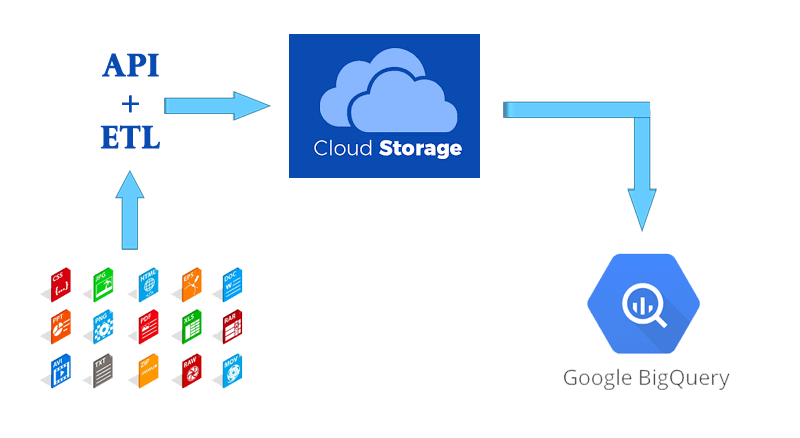 API
+
ETL
Cloud Storage
CSS
{...}
JPG
HTML
EPS
DOC
W
PPT
PNG
PDF
XLS
RAR
AVI
TXT
ZIP
RAW
MOV
Google BigQuery